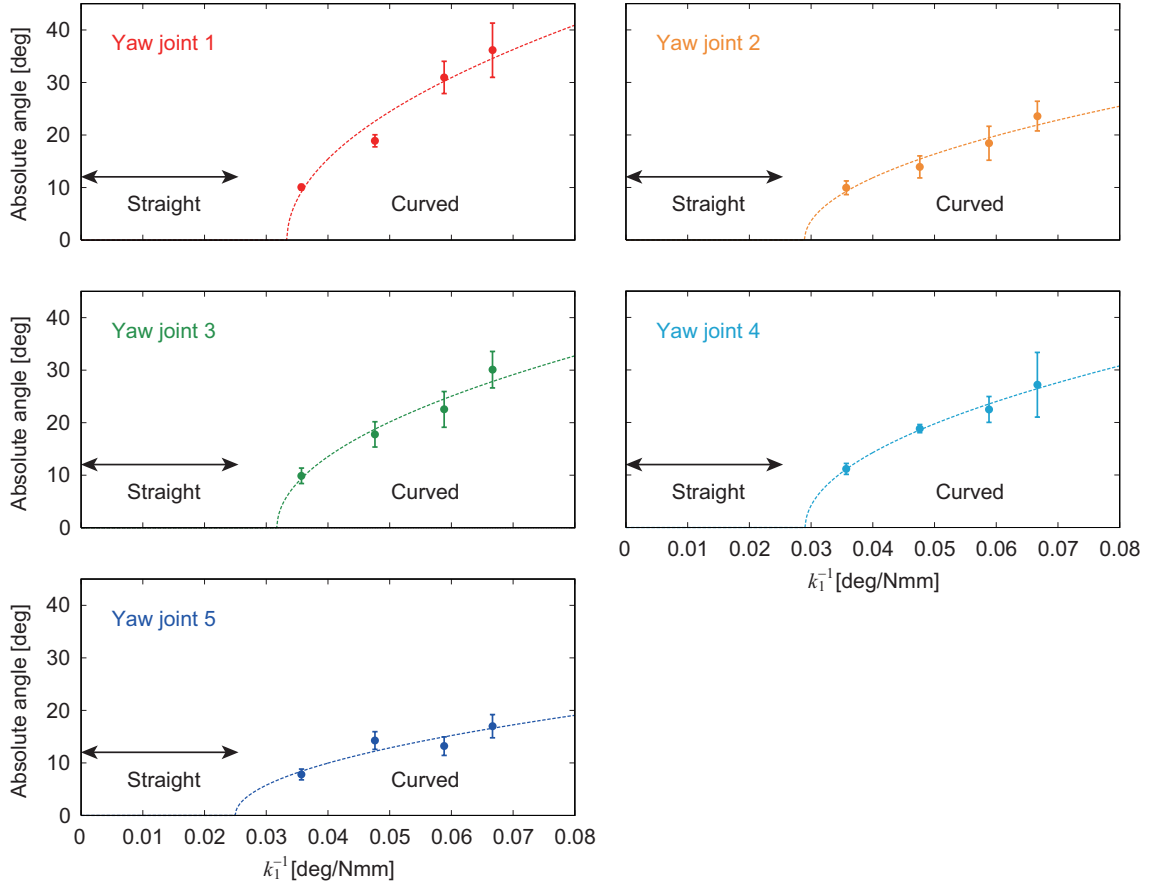 Absolute angle [deg]
40
30
20
10
0
Yaw joint 1
Straight
Curved
Yaw joint 2
Straight
Curved
Absolute angle [deg]
40
30
20
10
0
Yaw joint 3
Straight
Curved
Yaw joint 4
Straight
Curved
0 0.01 0.02 0.03 0.04 0.05 0.06 0.07 0.08
k₁⁻¹ [deg/Nmm]
Absolute angle [deg]
40
30
20
10
0
Yaw joint 5
Straight
Curved
0 0.01 0.02 0.03 0.04 0.05 0.06 0.07 0.08
k₁⁻¹ [deg/Nmm]